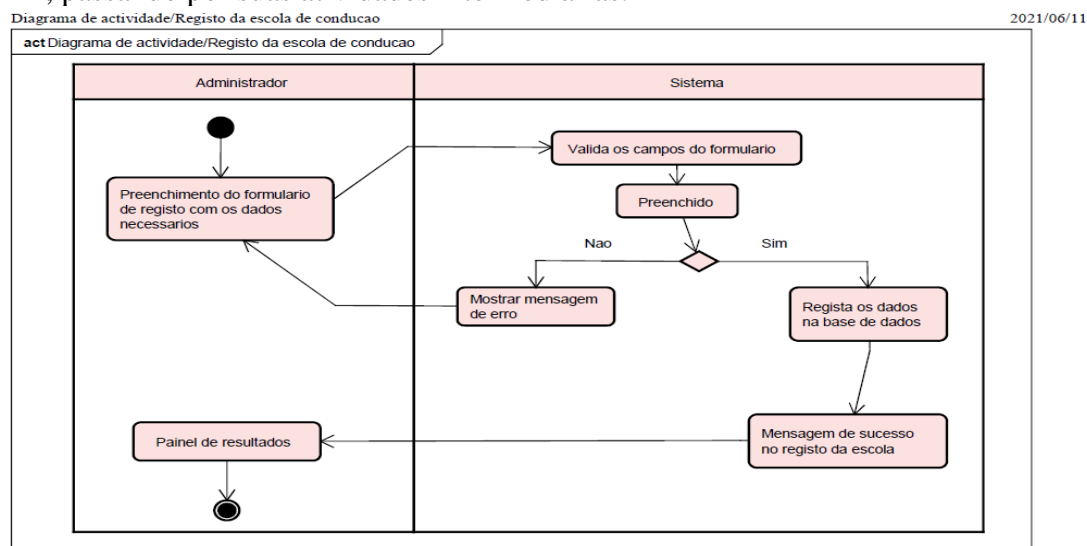 Diagrama de actividade/Registo da escola de conducao 2021/06/11
act Diagrama de actividade/Registo da escola de conducao
Administrador
Sistema
Valida os campos do formulario
Preenchimento do formulario
de registo com os dados
necessarios
Preenchido
Nao
Sim
Mostrar mensagem
de erro
Regista os dados
na base de dados
Mensagem de sucesso
no registo da escola
Painel de resultados